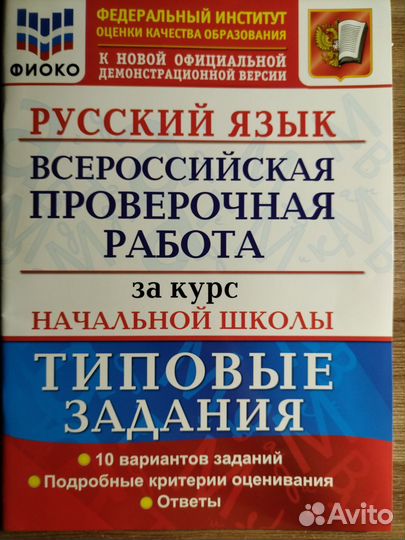 ФИОКО
ФЕДЕРАЛЬНЫЙ ИНСТИТУТ
ОЦЕНКИ КАЧЕСТВА ОБРАЗОВАНИЯ
К НОВОЙ ОФИЦИАЛЬНОЙ
ДЕМОНСТРАЦИОННОЙ ВЕРСИИ
РУССКИЙ ЯЗЫК
ВСЕРОССИЙСКАЯ
ПРОВЕРОЧНАЯ
РАБОТА
за курс
НАЧАЛЬНОЙ ШКОЛЫ
ТИПОВЫЕ
ЗАДАНИЯ
● 10 вариантов заданий
● Подробные критерии оценивания
● Ответы
Avito